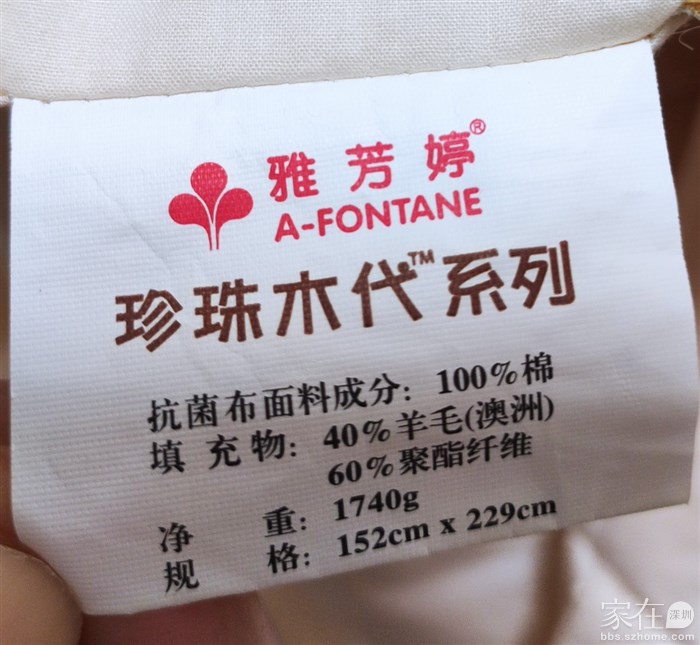 雅芳婷®
A-FONTANE
珍珠木代™系列
抗菌布面料成分：100%棉
填充物：40%羊毛(澳洲)
60%聚酯纤维
净重：1740g
规格：152cm x 229cm
家在深圳
bbs.szhome.com